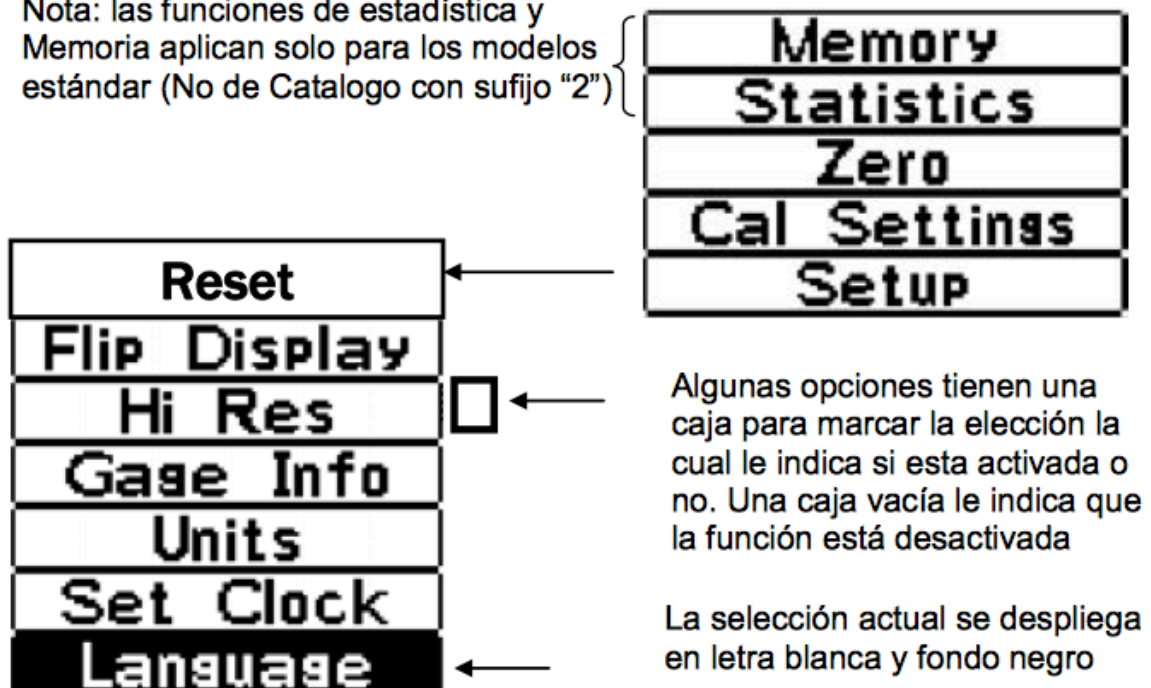 Nota: las funciones de estadística y
Memoria aplican solo para los modelos
estándar (No de Catalogo con sufijo “2”)
Memory
Statistics
Zero
Cal Settings
Setup
Reset
Flip Display
Hi Res
Gage Info
Units
Set Clock
Language
Algunas opciones tienen una
caja para marcar la elección la
cual le indica si esta activada o
no. Una caja vacía le indica que
la función está desactivada
La selección actual se despliega
en letra blanca y fondo negro